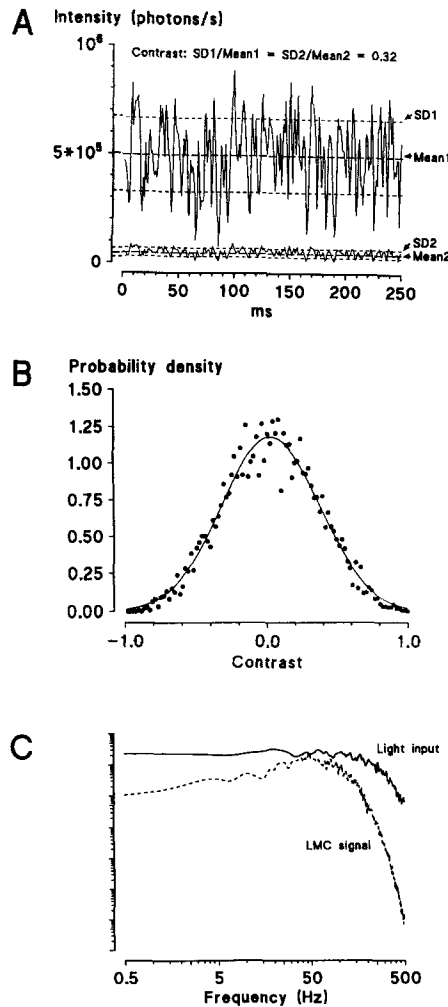 A
Intensity (photons/s)
10⁶
Contrast: SD1/Mean1 = SD2/Mean2 = 0.32
SD1
5*10⁵
Mean1
SD2
Mean2
0
0 50 100 150 200 250
ms
B
Probability density
1.50
1.25
1.00
0.75
0.50
0.25
0.00
-1.0 0.0 1.0
Contrast
C
Light input
LMC signal
0.5 5 50 500
Frequency (Hz)